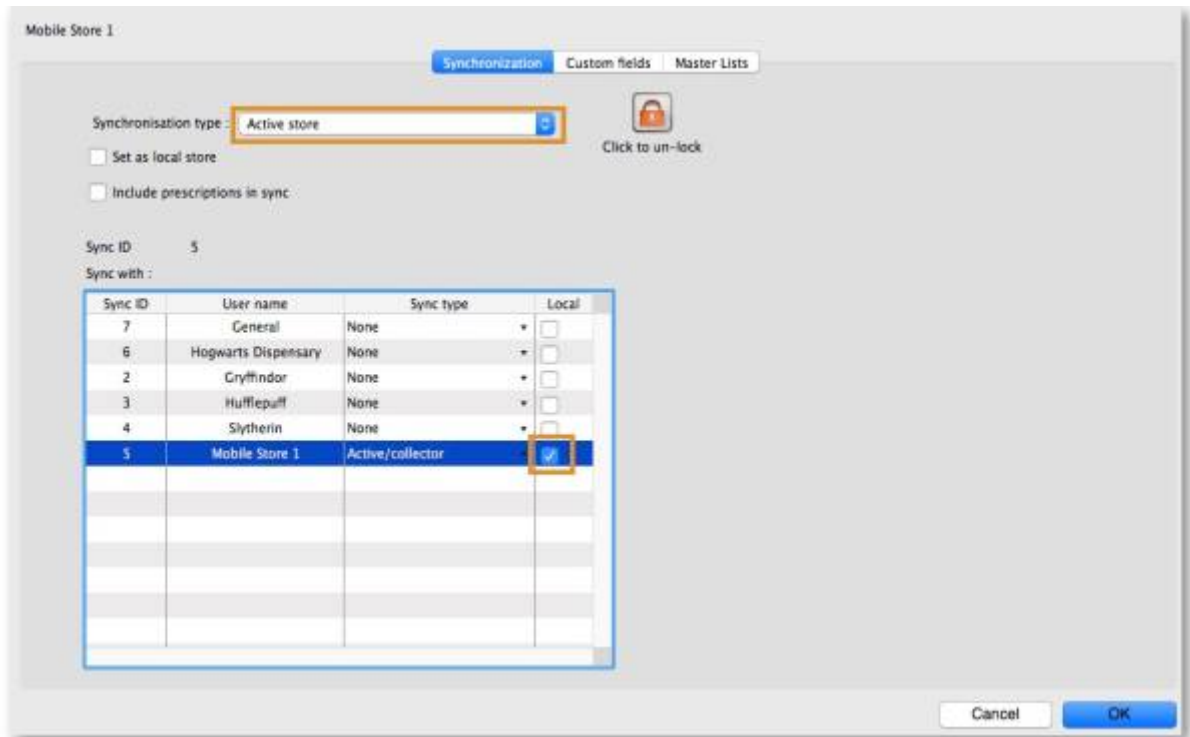 Mobile Store 1
Synchronization Custom fields Master Lists
Synchronisation type : Active store
Click to un-lock
Set as local store
Include prescriptions in sync
Sync ID 5
Sync with :
Sync ID User name Sync type Local
7 General None
6 Hogwarts Dispensary None
2 Gryffindor None
3 Hufflepuff None
4 Slytherin None
5 Mobile Store 1 Active/collector
Cancel OK